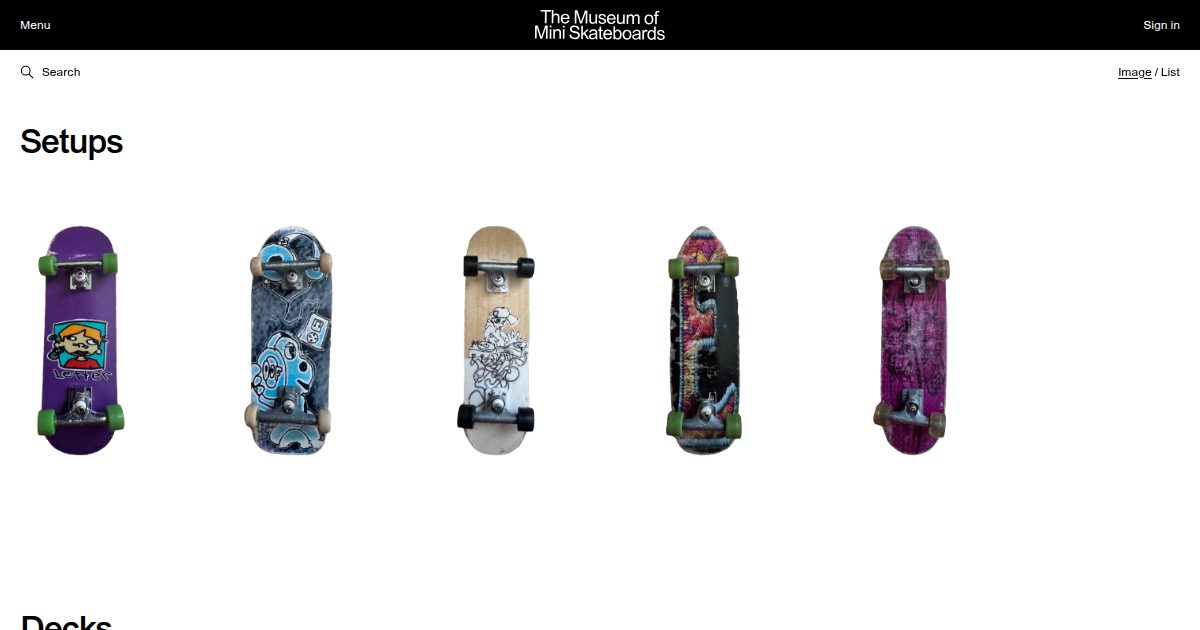 Menu
The Museum of
Mini Skateboards
Sign in
Search
Image / List
Setups
Decks